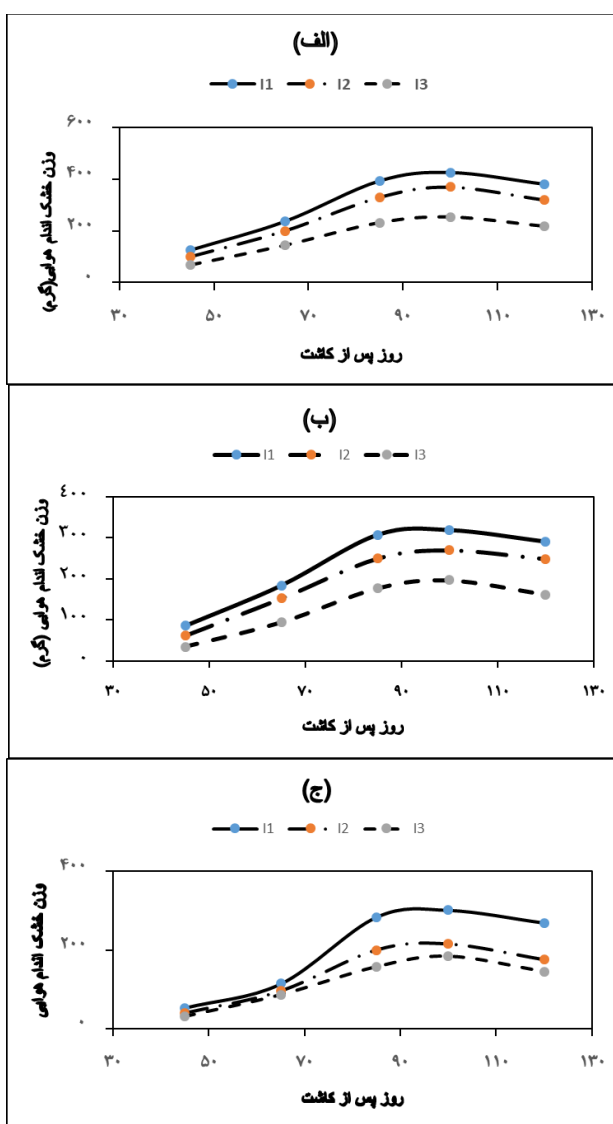 (الف)
I1 I2 I3
وزن خشک اندام هوایی(گرم)
۶۰۰
۴۰۰
۲۰۰
۰
۳۰ ۵۰ ۷۰ ۹۰ ۱۱۰ ۱۳۰
روز پس از کاشت
(ب)
I1 I2 I3
وزن خشک اندام هوایی (گرم)
۴۰۰
۳۰۰
۲۰۰
۱۰۰
۰
۳۰ ۵۰ ۷۰ ۹۰ ۱۱۰ ۱۳۰
روز پس از کاشت
(ج)
I1 I2 I3
وزن خشک اندام هوایی
۴۰۰
۲۰۰
۰
۳۰ ۵۰ ۷۰ ۹۰ ۱۱۰ ۱۳۰
روز پس از کاشت